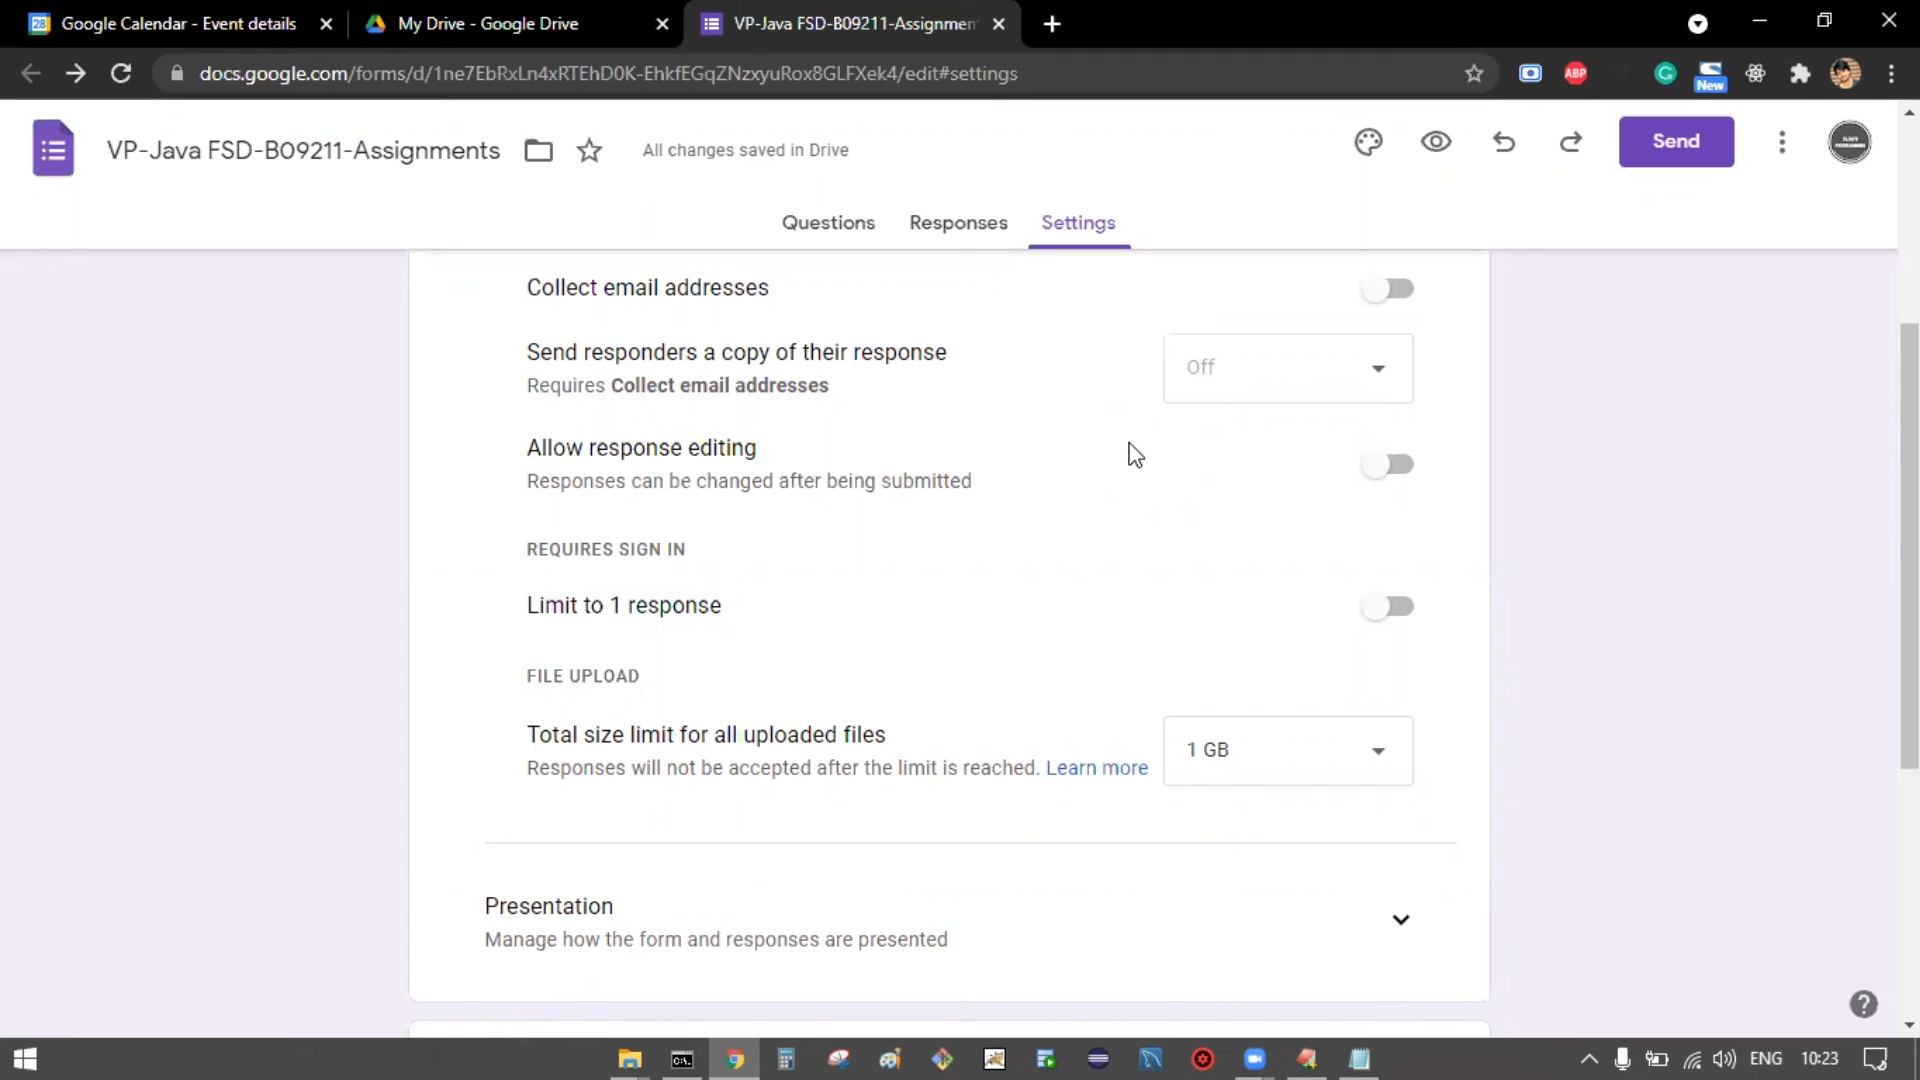 Google Calendar - Event details
My Drive - Google Drive
VP-Java FSD-B09211-Assignmen
docs.google.com/forms/d/1ne7EbRxLn4xRTEhD0K-EhkfEGqZNzxyuRox8GLFXek4/edit#settings
ABP
New
VP-Java FSD-B09211-Assignments
All changes saved in Drive
Send
Questions
Responses
Settings
Collect email addresses
Send responders a copy of their response
Requires Collect email addresses
Off
Allow response editing
Responses can be changed after being submitted
REQUIRES SIGN IN
Limit to 1 response
FILE UPLOAD
Total size limit for all uploaded files
Responses will not be accepted after the limit is reached. Learn more
1 GB
Presentation
Manage how the form and responses are presented
ENG
10:23